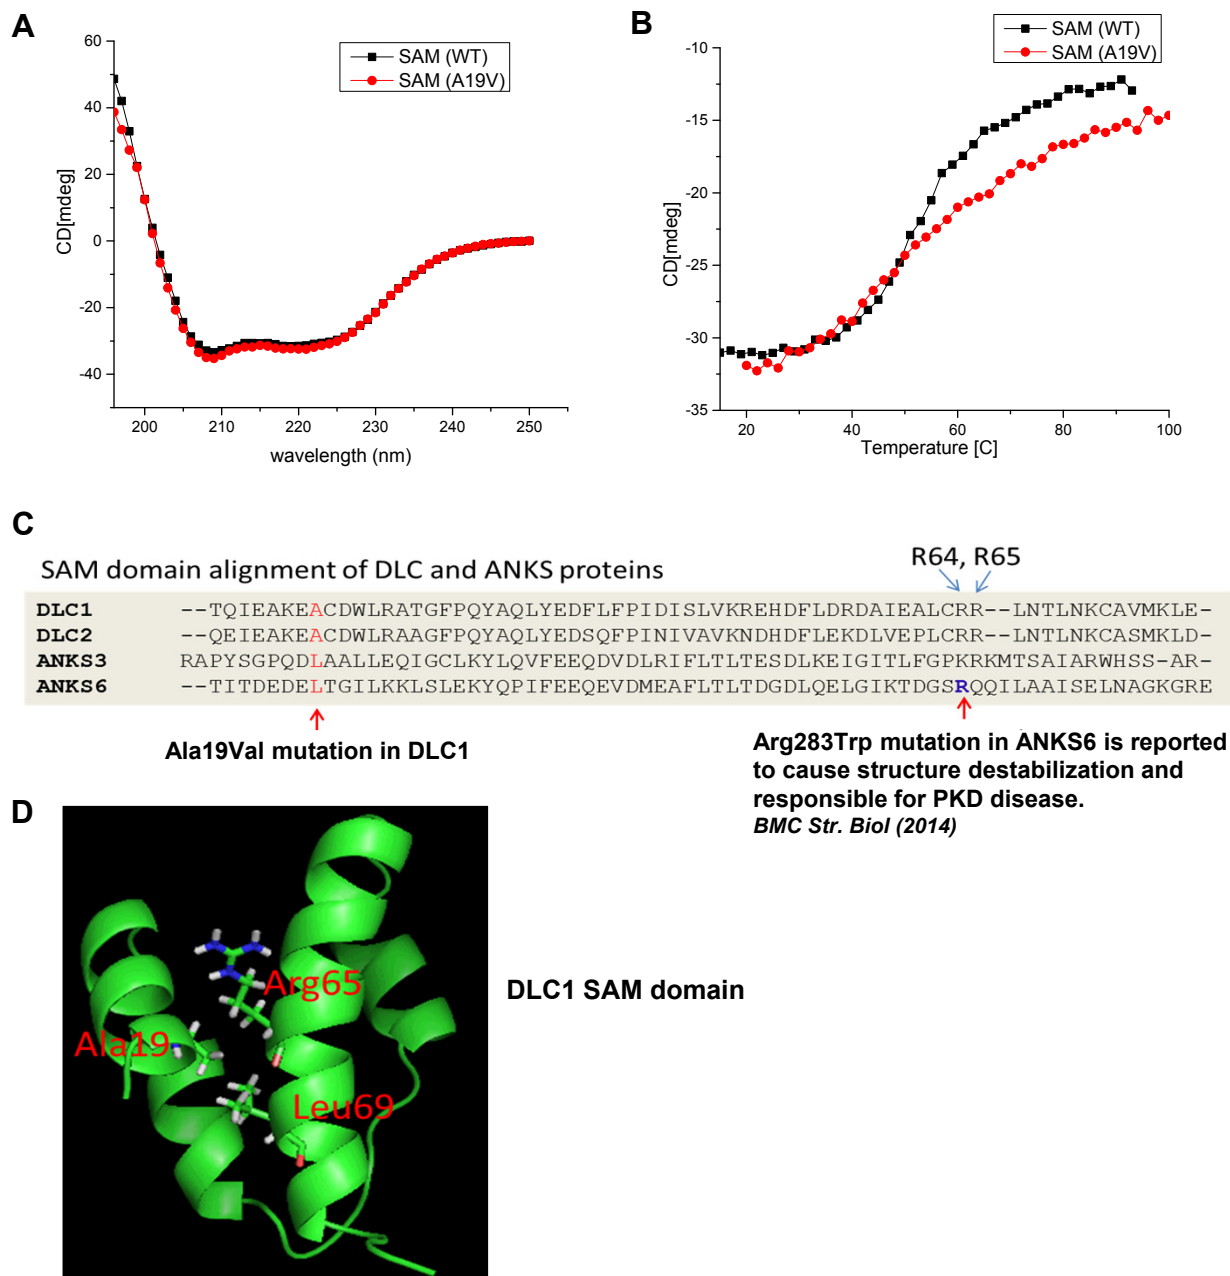 A
SAM (WT)
SAM (A19V)
60
40
20
0
-20
-40
CD[mdeg]
200 210 220 230 240 250
wavelength (nm)
B
SAM (WT)
SAM (A19V)
-10
-15
-20
-25
-30
-35
CD[mdeg]
20 40 60 80 100
Temperature [C]
C
R64, R65
SAM domain alignment of DLC and ANKS proteins
DLC1 --TQIEAKEACDWLRATGFPQYAQLYEDFLFPIDISLVKREHDFLDRDAIEALCRR--LNTLNKCAVMKLE-
DLC2 --QEIEAKEACDWLRAAGFPQYAQLYEDSQFPINIVAVKNDHDFLEKDLVEPLCRR--LNTLNKCASMKLD-
ANKS3 RAPYSGPQDLAALLEQIGCLKYLQVFEEQDVDLRIFLTLTESDLKEIGITLFGPKRKMTSAIARWHSS-AR-
ANKS6 --TITDEDELTGILKKLSLEKYQPIFEEQEVDMEAFLTLTDGDLQELGIKTDGSRQQILAAISELNAGKGRE
Ala19Val mutation in DLC1
Arg283Trp mutation in ANKS6 is reported
to cause structure destabilization and
responsible for PKD disease.
BMC Str. Biol (2014)
D
Arg65
Ala19
Leu69
DLC1 SAM domain